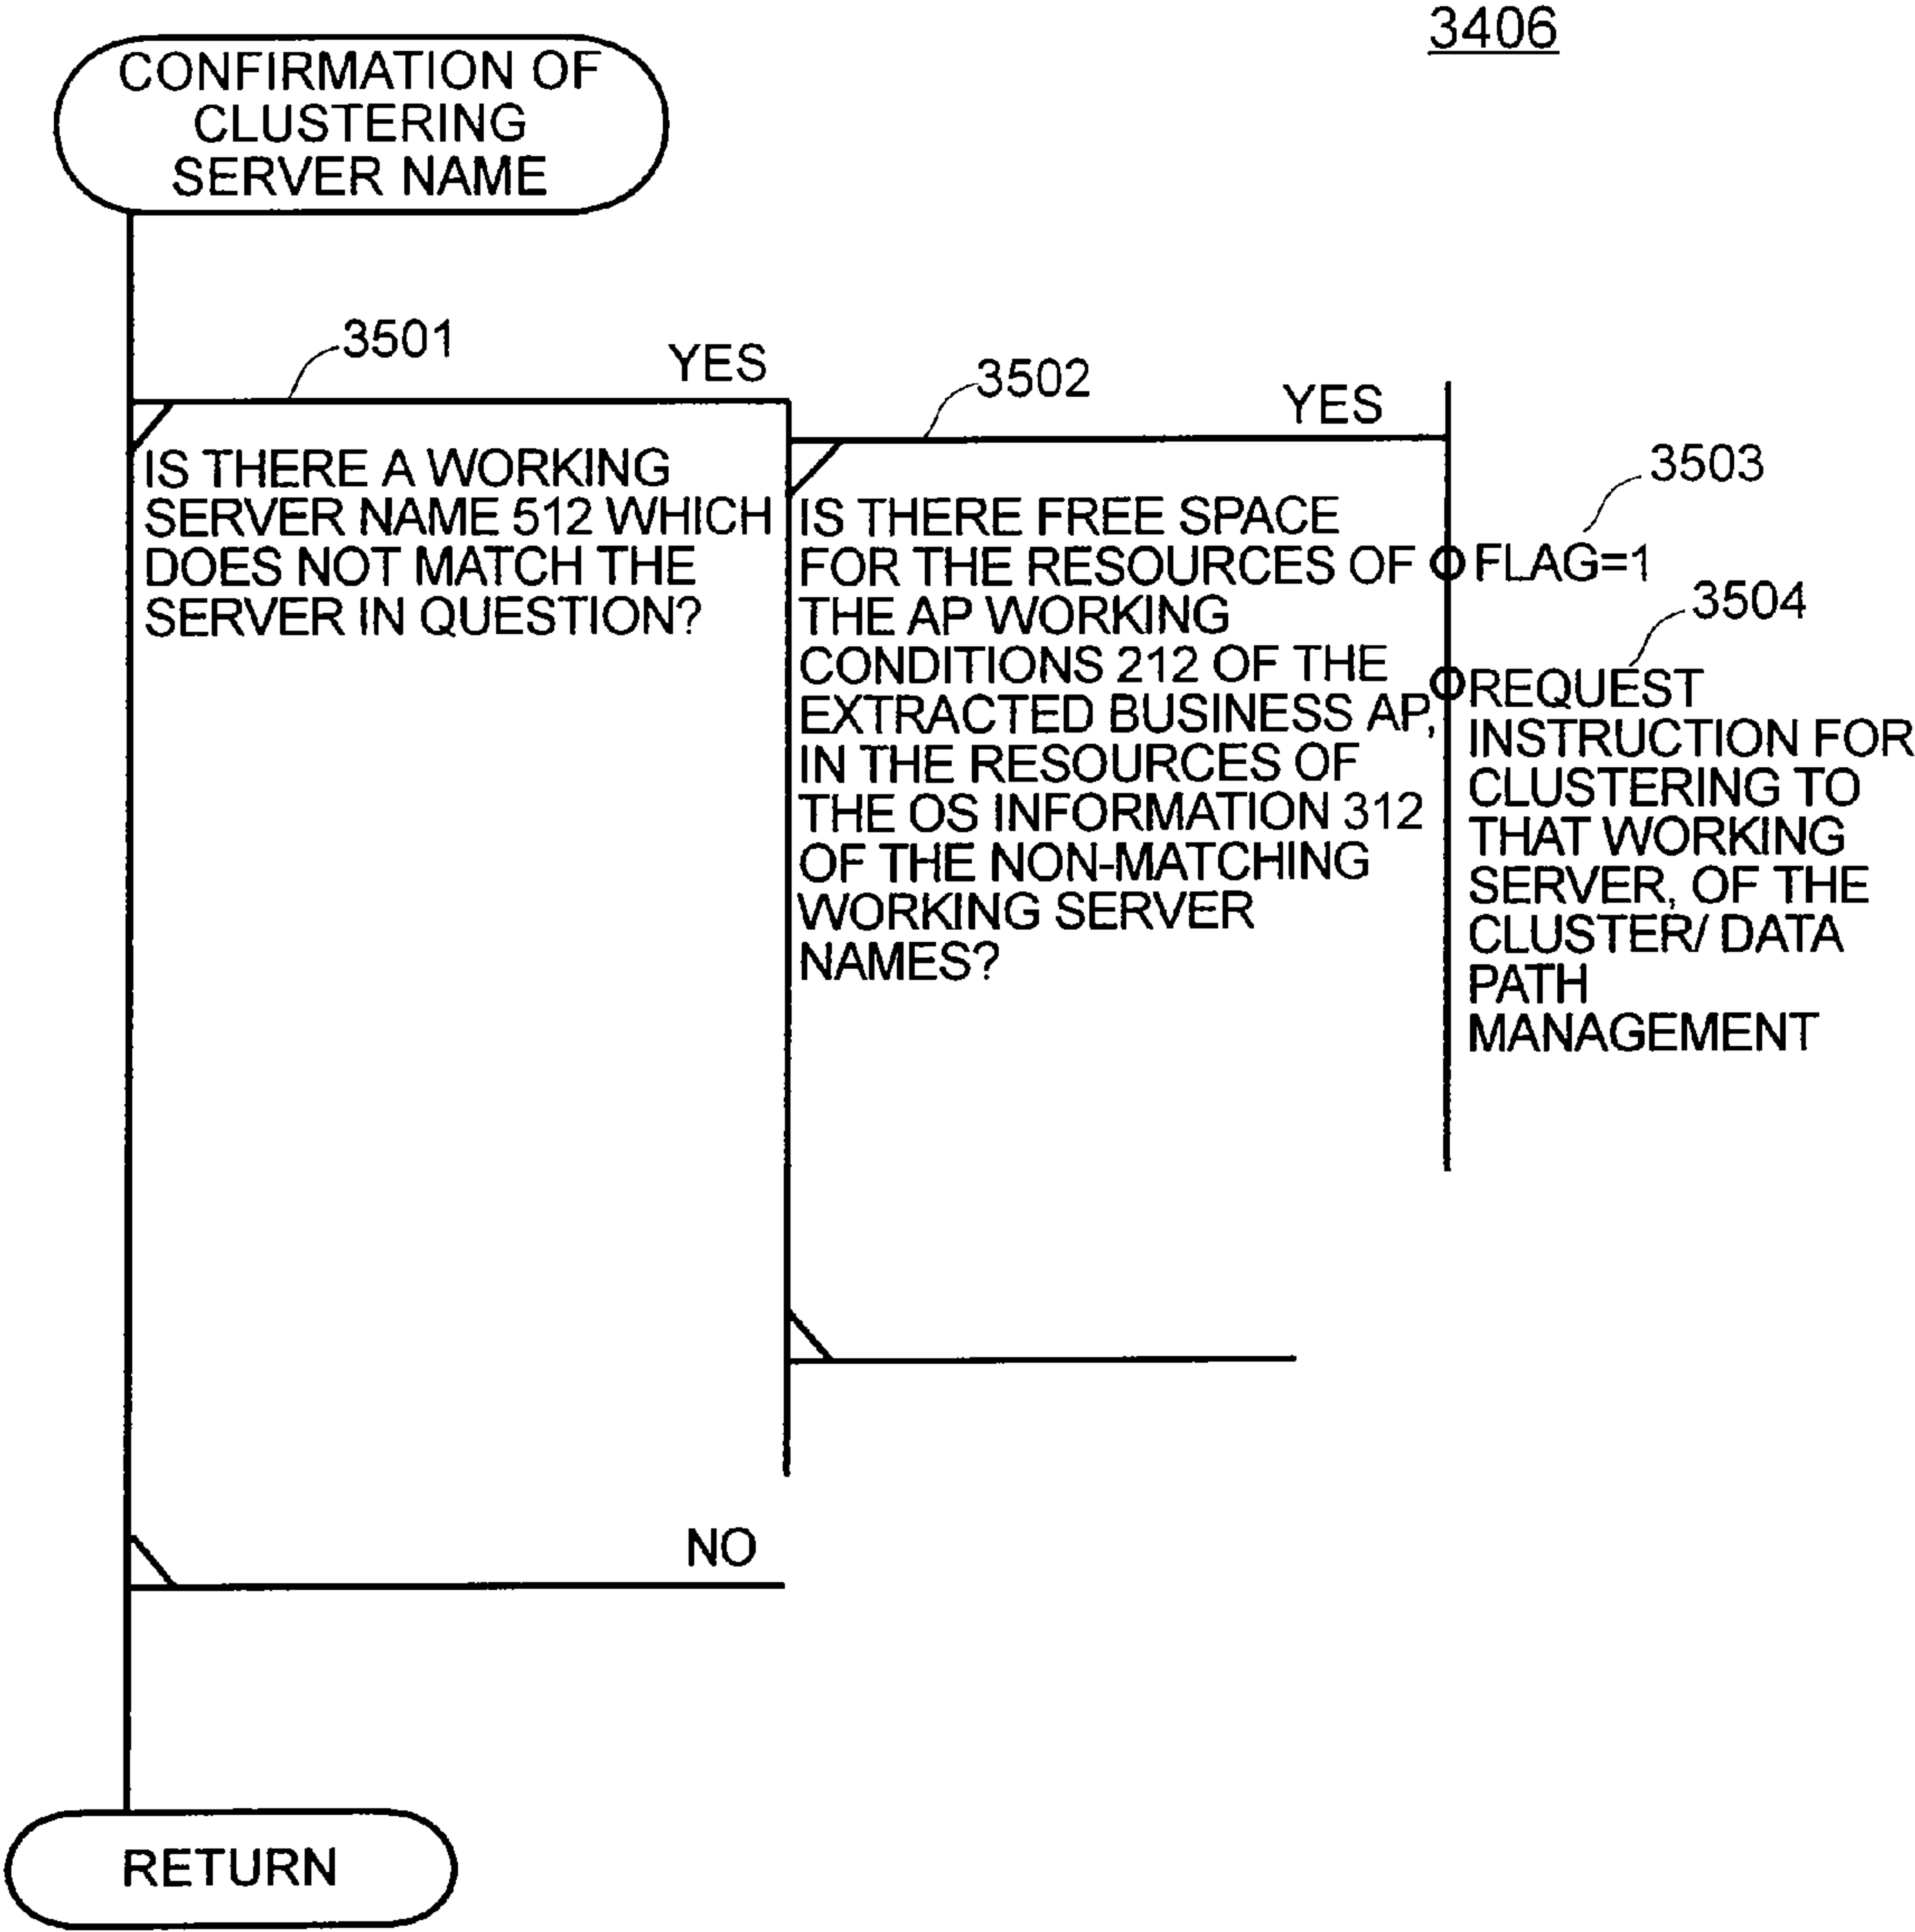 3406
CONFIRMATION OF
CLUSTERING
SERVER NAME
3501
YES
IS THERE A WORKING
SERVER NAME 512 WHICH
DOES NOT MATCH THE
SERVER IN QUESTION?
3502
YES
IS THERE FREE SPACE
FOR THE RESOURCES OF
THE AP WORKING
CONDITIONS 212 OF THE
EXTRACTED BUSINESS AP,
IN THE RESOURCES OF
THE OS INFORMATION 312
OF THE NON-MATCHING
WORKING SERVER
NAMES?
3503
FLAG=1
3504
REQUEST
INSTRUCTION FOR
CLUSTERING TO
THAT WORKING
SERVER, OF THE
CLUSTER/ DATA
PATH
MANAGEMENT
NO
RETURN